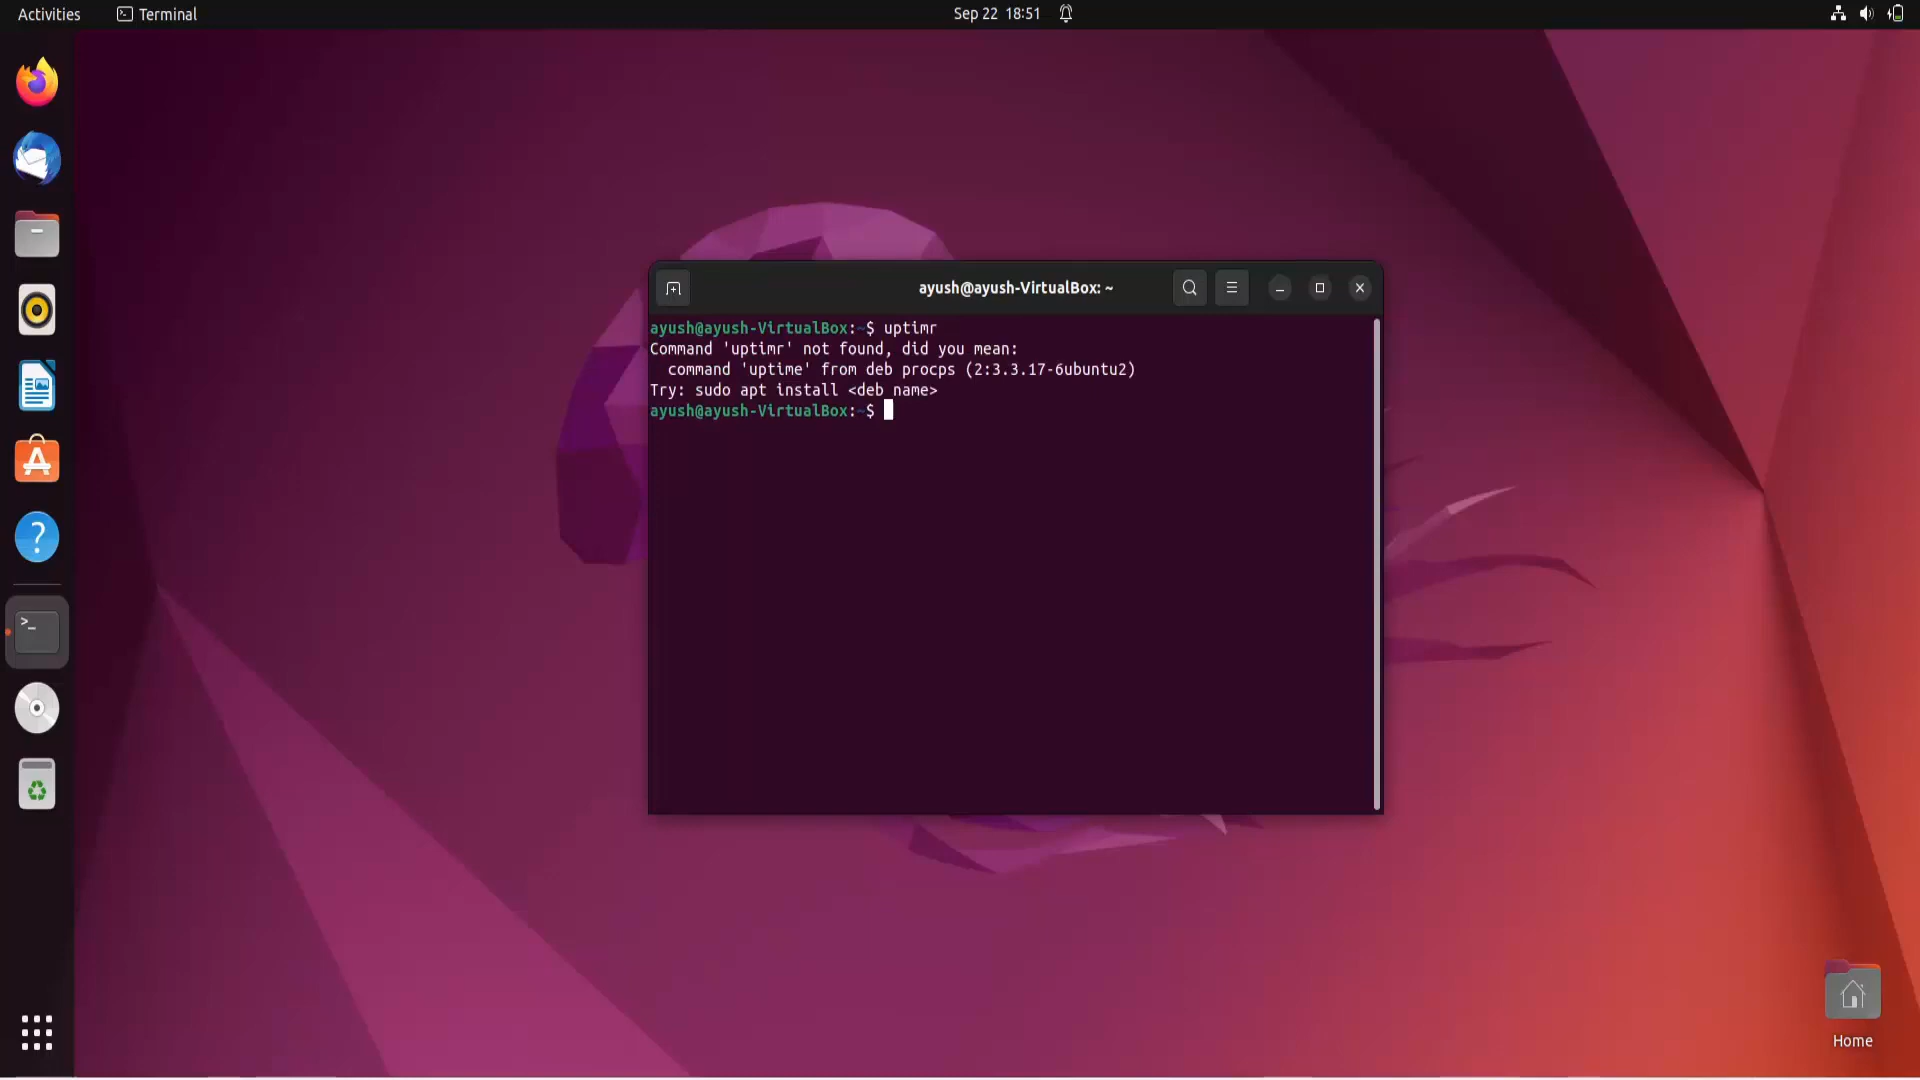 Activities
Terminal
Sep 22 18:51
ayush@ayush-VirtualBox: ~
ayush@ayush-VirtualBox:~$ uptimr
Command 'uptimr' not found, did you mean:
  command 'uptime' from deb procps (2:3.3.17-6ubuntu2)
Try: sudo apt install <deb name>
ayush@ayush-VirtualBox:~$
Home